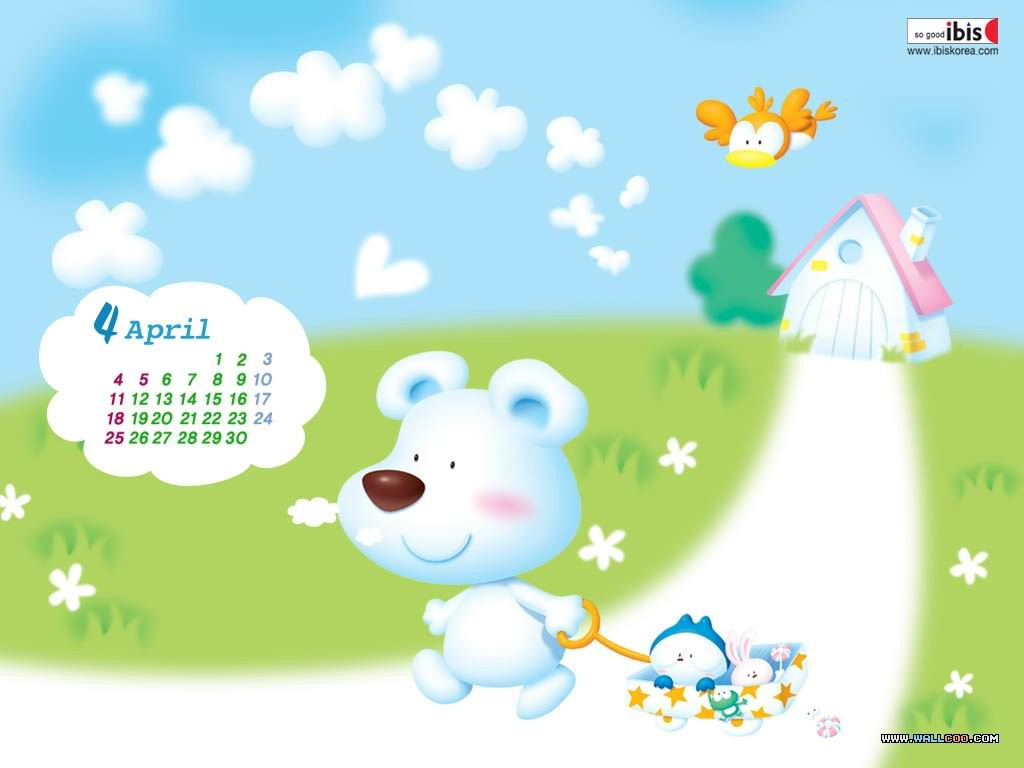 so good ibis
www.ibiskorea.com
4 April
1 2 3
4 5 6 7 8 9 10
11 12 13 14 15 16 17
18 19 20 21 22 23 24
25 26 27 28 29 30
WWW.WALLCOO.COM